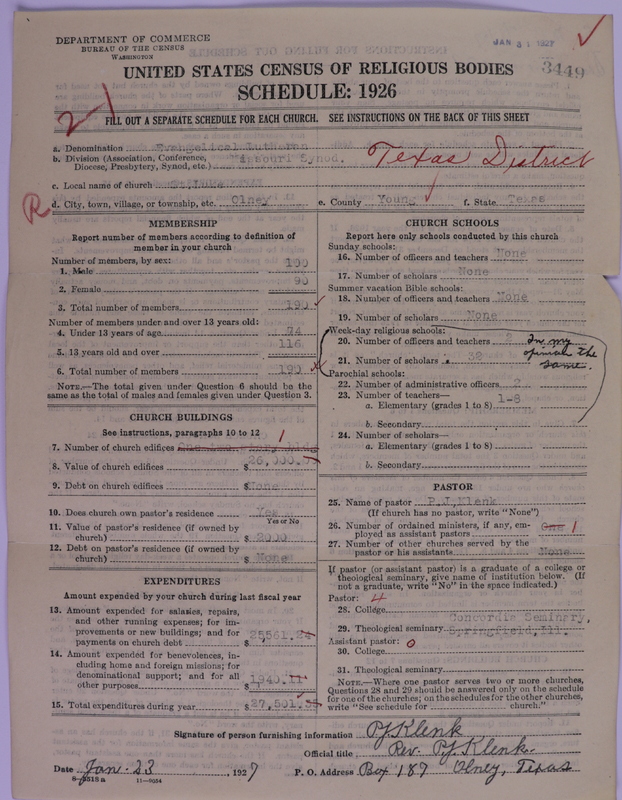 DEPARTMENT OF COMMERCE
BUREAU OF THE CENSUS
WASHINGTON
JAN 31 1927
3449
UNITED STATES CENSUS OF RELIGIOUS BODIES
SCHEDULE: 1926
2-1
FILL OUT A SEPARATE SCHEDULE FOR EACH CHURCH. SEE INSTRUCTIONS ON THE BACK OF THIS SHEET
a. Denomination Evangelical Lutheran
b. Division (Association, Conference, Diocese, Presbytery, Synod, etc.) Missouri Synod.
Texas District
c. Local name of church
R
d. City, town, village, or township, etc. Olney e. County Young f. State Texas
MEMBERSHIP
Report number of members according to definition of member in your church
Number of members, by sex:
1. Male 100
2. Female 90
3. Total number of members 190
Number of members under and over 13 years old:
4. Under 13 years of age 74
5. 13 years old and over 116
6. Total number of members 190
NOTE.—The total given under Question 6 should be the same as the total of males and females given under Question 3.
CHURCH BUILDINGS
See instructions, paragraphs 10 to 12
7. Number of church edifices 1
8. Value of church edifices $ 26,000.
9. Debt on church edifices $ None
10. Does church own pastor's residence Yes
Yes or No
11. Value of pastor's residence (if owned by church) $ 2000
12. Debt on pastor's residence (if owned by church) $ None
EXPENDITURES
Amount expended by your church during last fiscal year
13. Amount expended for salaries, repairs, and other running expenses; for improvements or new buildings; and for payments on church debt $ 25561.24
14. Amount expended for benevolences, including home and foreign missions; for denominational support; and for all other purposes $ 1940.11
15. Total expenditures during year $ 27,501.
CHURCH SCHOOLS
Report here only schools conducted by this church
Sunday schools:
16. Number of officers and teachers None
17. Number of scholars None
Summer vacation Bible schools:
18. Number of officers and teachers None
19. Number of scholars None
Week-day religious schools:
20. Number of officers and teachers 2
21. Number of scholars 32
In my opinion the same.
Parochial schools:
22. Number of administrative officers 2
23. Number of teachers—
a. Elementary (grades 1 to 8) 1-8
b. Secondary
24. Number of scholars—
a. Elementary (grades 1 to 8)
b. Secondary
PASTOR
25. Name of pastor P.J.Klenk
(If church has no pastor, write "None")
26. Number of ordained ministers, if any, employed as assistant pastors One 1
27. Number of other churches served by the pastor or his assistants None
If pastor (or assistant pastor) is a graduate of a college or theological seminary, give name of institution below. (If not a graduate, write "No" in the space indicated.)
Pastor: 4
28. College
Concordia Seminary,
29. Theological seminary Springfield, Ill.
Assistant pastor: 0
30. College
31. Theological seminary
NOTE.—Where one pastor serves two or more churches, Questions 28 and 29 should be answered only on the schedule for one of the churches; on the schedules for the other churches, write "See schedule for church."
Signature of person furnishing information PJ Klenk
Official title Rev. P.J. Klenk.
Date Jan. 23, 1927 P. O. Address Box 187 Olney, Texas
8-5518a 11-9054